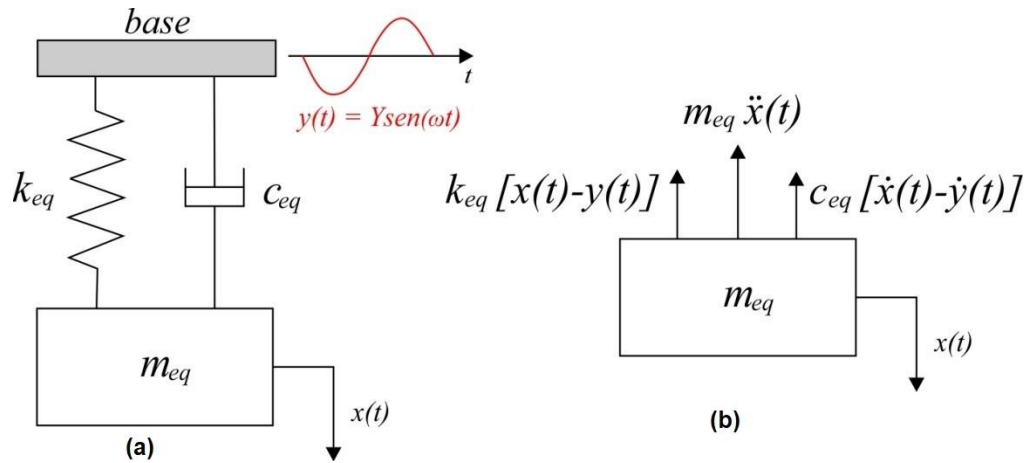 base
t
y(t) = Ysen(ωt)
k_eq
c_eq
m_eq
x(t)
(a)
m_eq ẍ(t)
k_eq [x(t)-y(t)]
c_eq [ẋ(t)-ẏ(t)]
m_eq
x(t)
(b)